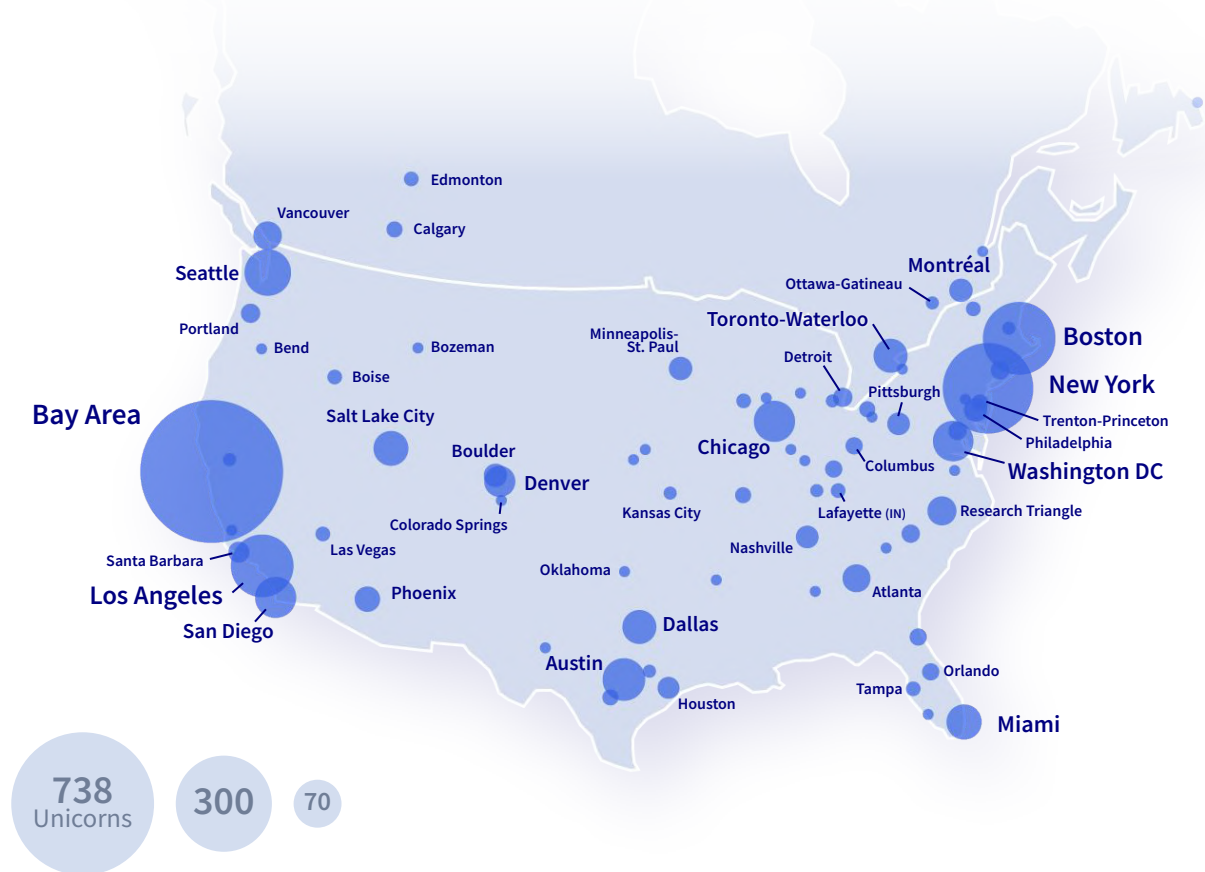 Edmonton
Vancouver
Calgary
Seattle
Montréal
Ottawa-Gatineau
Portland
Toronto-Waterloo
Minneapolis-
St. Paul
Boston
Bend
Bozeman
Detroit
Boise
New York
Pittsburgh
Bay Area
Salt Lake City
Trenton-Princeton
Philadelphia
Chicago
Boulder
Columbus
Washington DC
Denver
Kansas City
Lafayette (IN)
Research Triangle
Colorado Springs
Las Vegas
Nashville
Santa Barbara
Oklahoma
Los Angeles
Phoenix
Atlanta
San Diego
Dallas
Austin
Orlando
Tampa
Houston
Miami
738
Unicorns
300
70